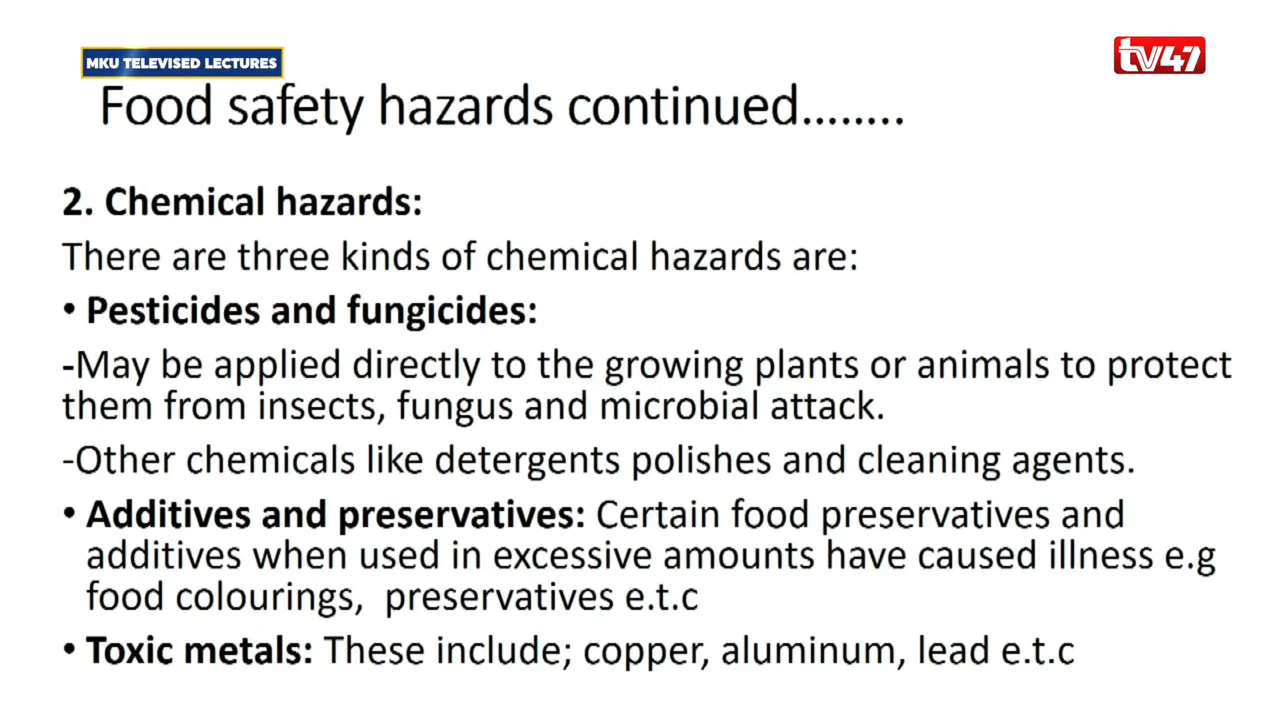 MKU TELEVISED LECTURES
tv47
Food safety hazards continued........
2. Chemical hazards:
There are three kinds of chemical hazards are:
• Pesticides and fungicides:
-May be applied directly to the growing plants or animals to protect
them from insects, fungus and microbial attack.
-Other chemicals like detergents polishes and cleaning agents.
• Additives and preservatives: Certain food preservatives and
additives when used in excessive amounts have caused illness e.g
food colourings, preservatives e.t.c
• Toxic metals: These include; copper, aluminum, lead e.t.c